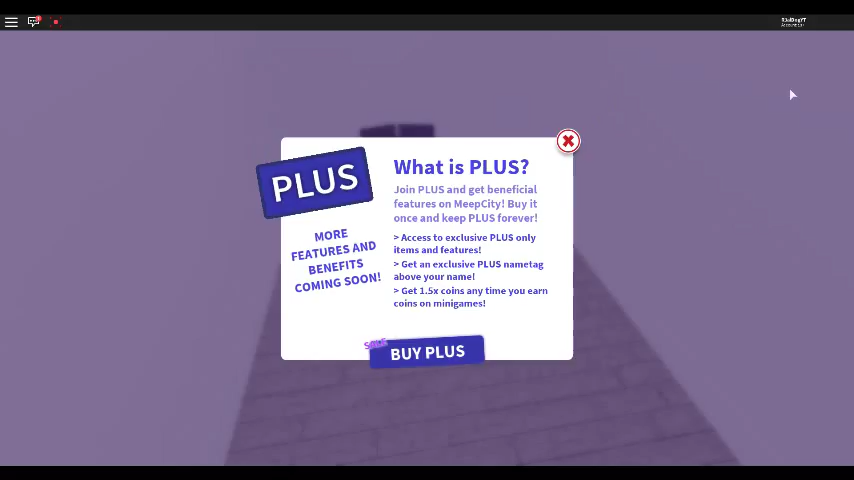 PLUS
MORE
FEATURES AND
BENEFITS
COMING SOON!
What is PLUS?
Join PLUS and get beneficial
features on MeepCity! Buy it
once and keep PLUS forever!
> Access to exclusive PLUS only
items and features!
> Get an exclusive PLUS nametag
above your name!
> Get 1.5x coins any time you earn
coins on minigames!
SALE
BUY PLUS